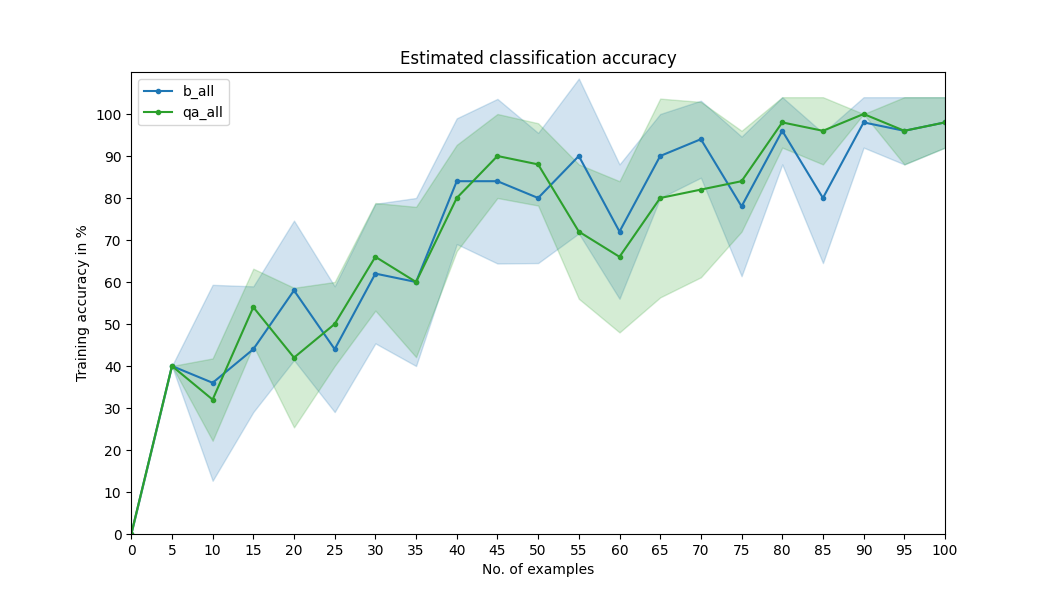 Estimated classification accuracy
b_all
qa_all
Training accuracy in %
100
90
80
70
60
50
40
30
20
10
0
0 5 10 15 20 25 30 35 40 45 50 55 60 65 70 75 80 85 90 95 100
No. of examples